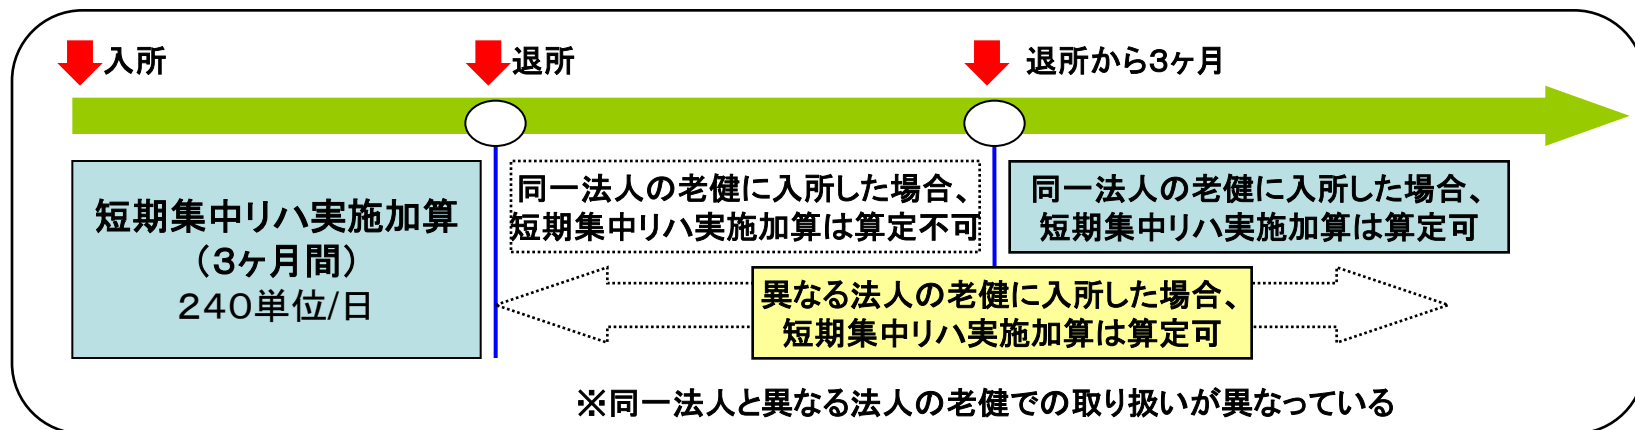 入所
退所
退所から3ヶ月
短期集中リハ実施加算
(3ヶ月間)
240単位/日
同一法人の老健に入所した場合、
短期集中リハ実施加算は算定不可
同一法人の老健に入所した場合、
短期集中リハ実施加算は算定可
異なる法人の老健に入所した場合、
短期集中リハ実施加算は算定可
※同一法人と異なる法人の老健での取り扱いが異なっている